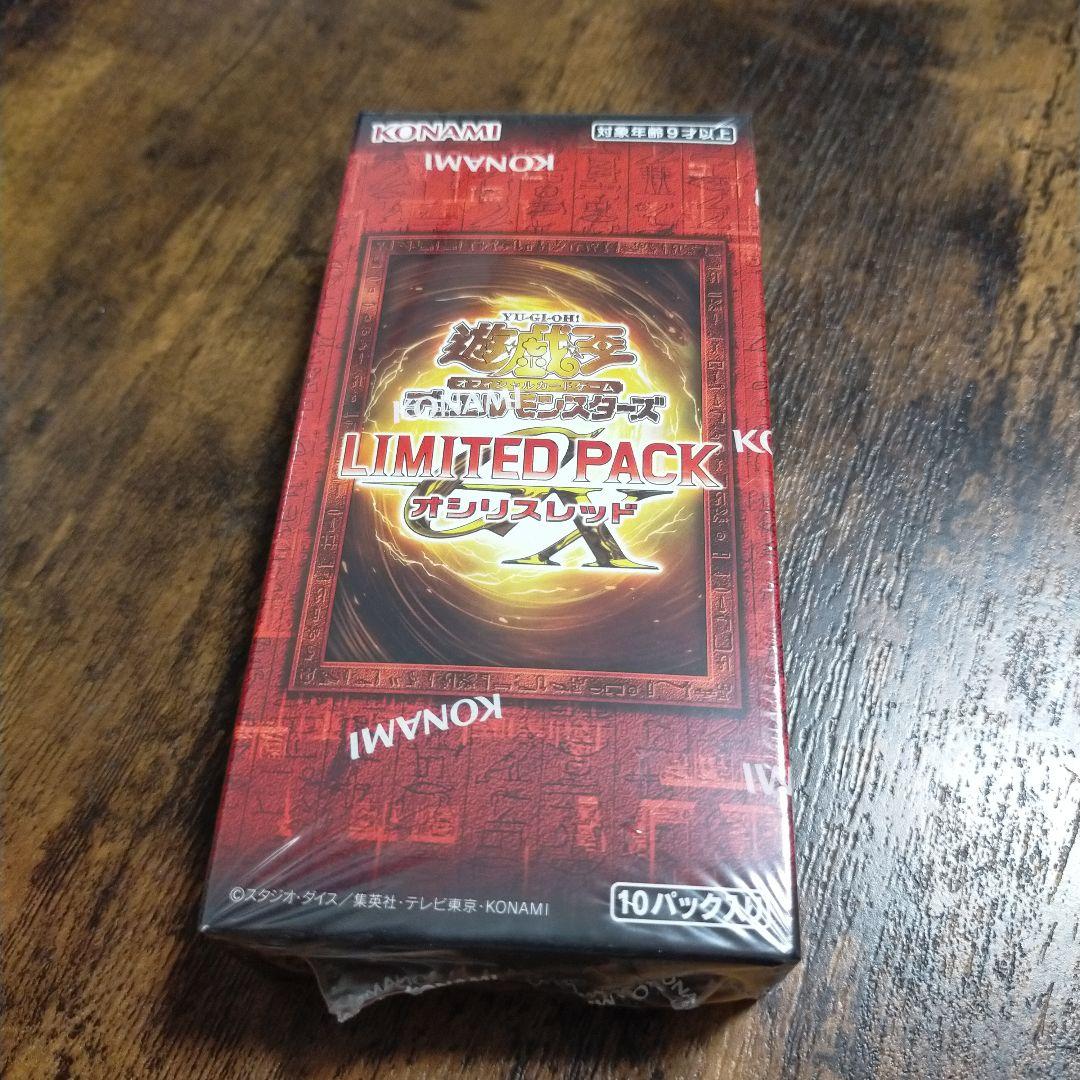 KONAMI
対象年齢9才以上
KONAMI
YU-GI-OH!
遊戯王
オフィシャルカードゲーム
KONAMI モンスターズ
LIMITED PACK
GX
オシリスレッド
KONAMI
©スタジオ・ダイス/集英社・テレビ東京・KONAMI
10パック入り